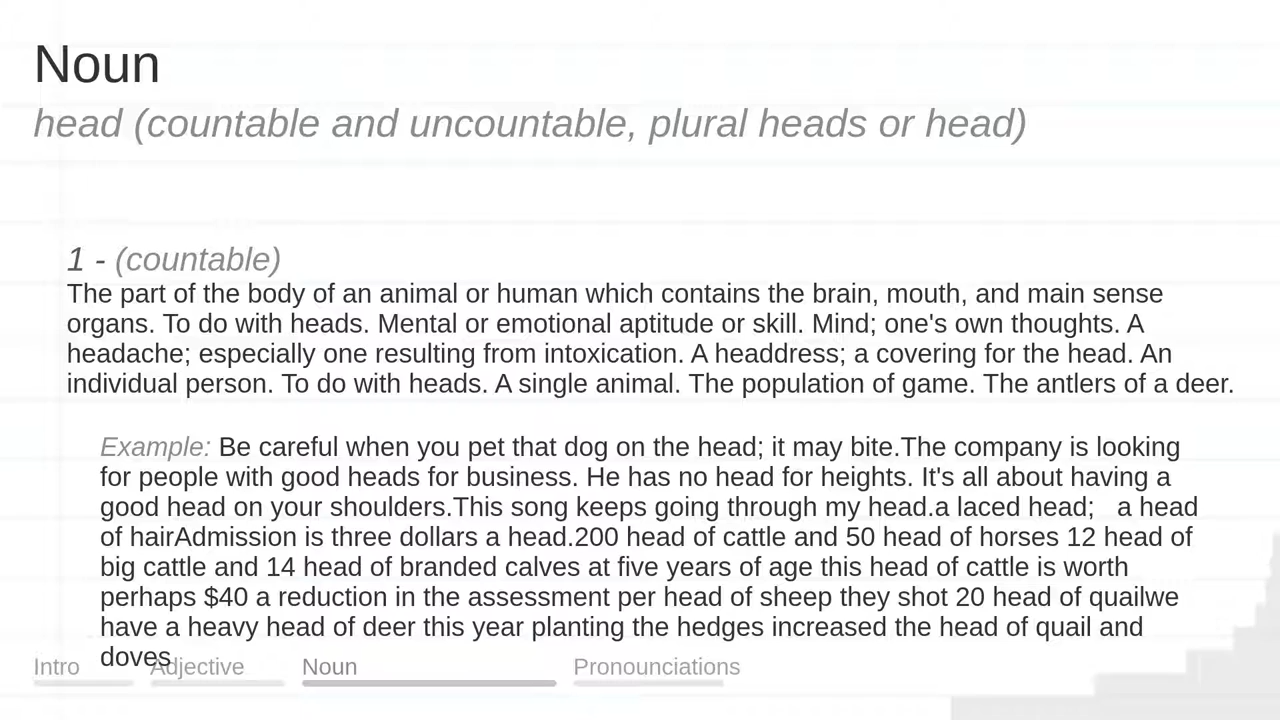 Noun
head (countable and uncountable, plural heads or head)
1 - (countable)
The part of the body of an animal or human which contains the brain, mouth, and main sense
organs. To do with heads. Mental or emotional aptitude or skill. Mind; one's own thoughts. A
headache; especially one resulting from intoxication. A headdress; a covering for the head. An
individual person. To do with heads. A single animal. The population of game. The antlers of a deer.
Example: Be careful when you pet that dog on the head; it may bite.The company is looking
for people with good heads for business. He has no head for heights. It's all about having a
good head on your shoulders.This song keeps going through my head.a laced head;   a head
of hairAdmission is three dollars a head.200 head of cattle and 50 head of horses 12 head of
big cattle and 14 head of branded calves at five years of age this head of cattle is worth
perhaps $40 a reduction in the assessment per head of sheep they shot 20 head of quailwe
have a heavy head of deer this year planting the hedges increased the head of quail and
doves
Intro Adjective Noun Pronounciations